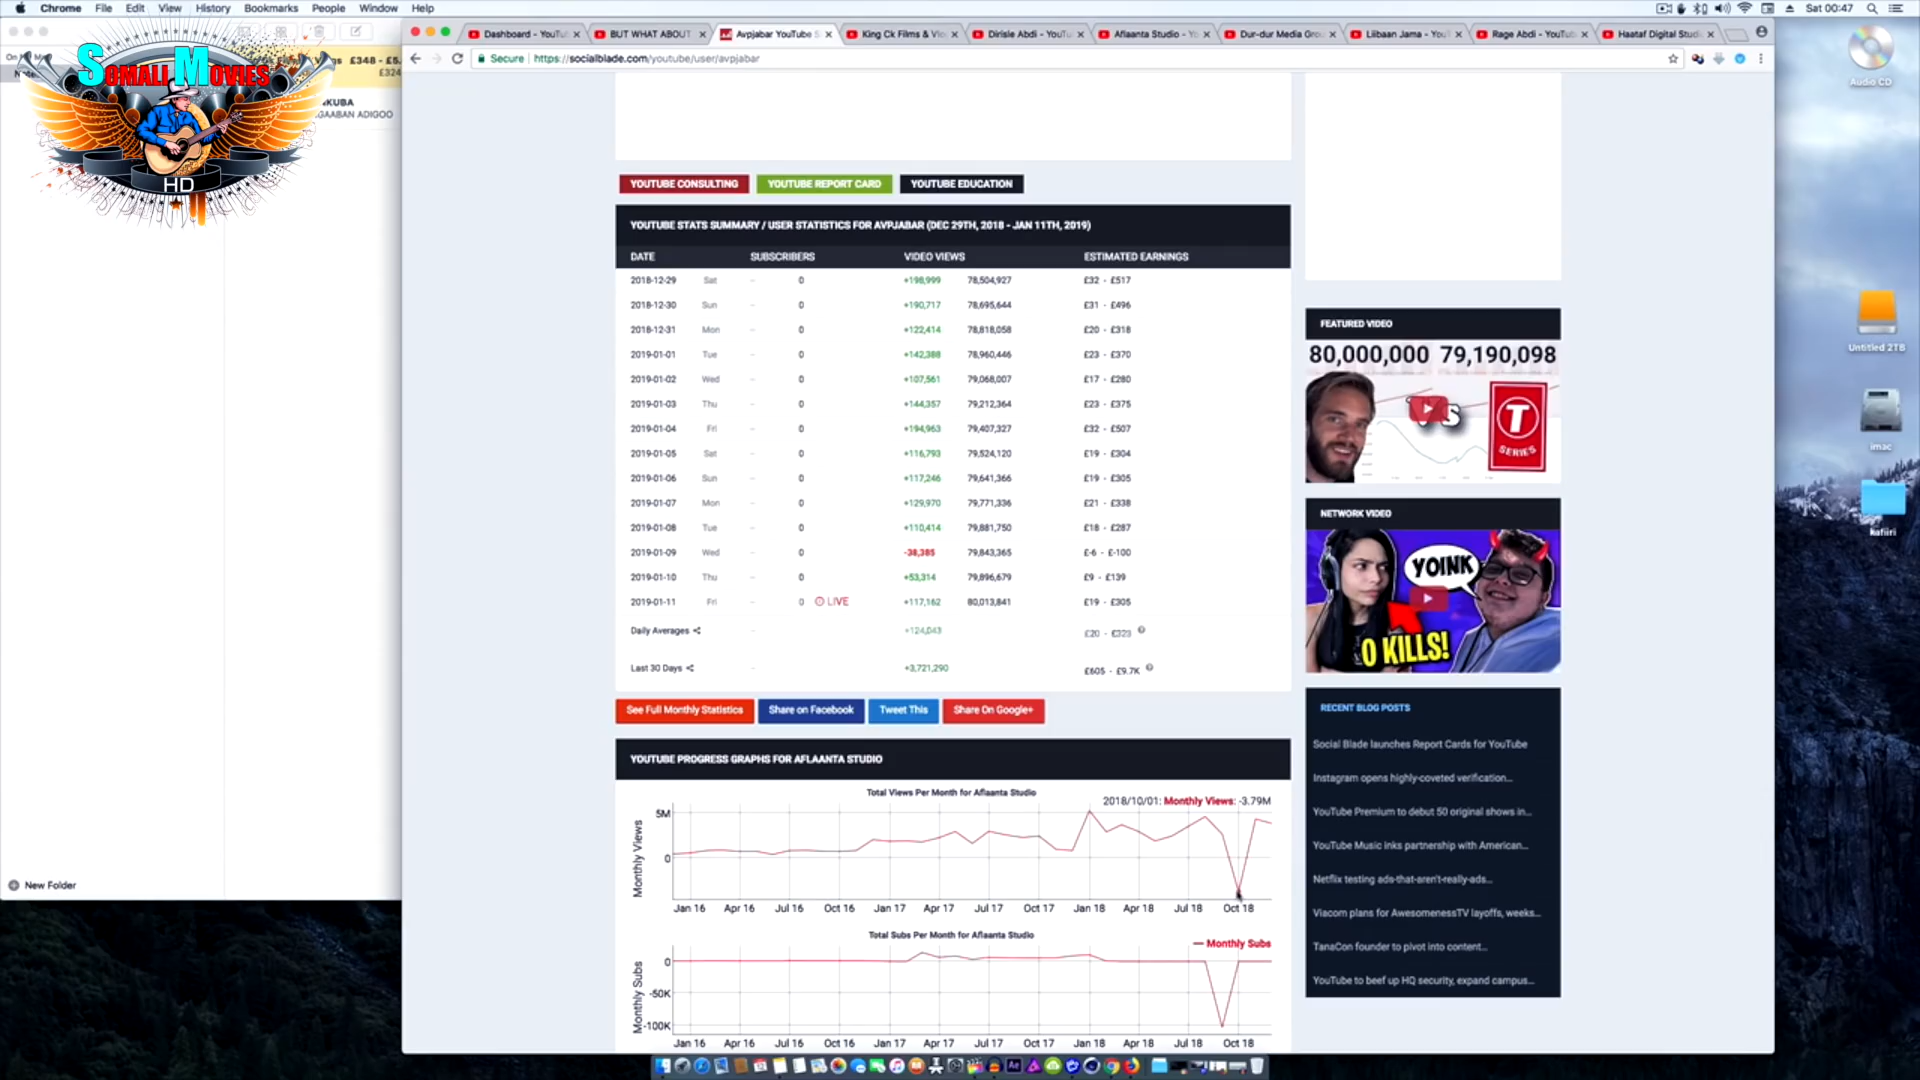 Chrome File Edit View History Bookmarks People Window Help
Sat 00:47
Dashboard - YouTu
BUT WHAT ABOUT
Avpjabar YouTube S
King Ck Films & Vl
Dirisle Abdi - YouTu
Aflaanta Studio - Yo
Dur-dur Media Gro
Liibaan Jama - You
Rage Abdi - YouTub
Haataf Digital Studi
Secure https://socialblade.com/youtube/user/avpjabar
£348 - £5.
£324
KUBA
GAABAN ADIGOO
SOMALI MOVIES
HD
New Folder
YOUTUBE CONSULTING
YOUTUBE REPORT CARD
YOUTUBE EDUCATION
YOUTUBE STATS SUMMARY / USER STATISTICS FOR AVPJABAR (DEC 29TH, 2018 - JAN 11TH, 2019)
DATE SUBSCRIBERS VIDEO VIEWS ESTIMATED EARNINGS
2018-12-29 Sat -- 0 +198,999 78,504,927 £32 - £517
2018-12-30 Sun -- 0 +190,717 78,695,644 £31 - £496
2018-12-31 Mon -- 0 +122,414 78,818,058 £20 - £318
2019-01-01 Tue -- 0 +142,388 78,960,446 £23 - £370
2019-01-02 Wed -- 0 +107,561 79,068,007 £17 - £280
2019-01-03 Thu -- 0 +144,357 79,212,364 £23 - £375
2019-01-04 Fri -- 0 +194,963 79,407,327 £32 - £507
2019-01-05 Sat -- 0 +116,793 79,524,120 £19 - £304
2019-01-06 Sun -- 0 +117,246 79,641,366 £19 - £305
2019-01-07 Mon -- 0 +129,970 79,771,336 £21 - £338
2019-01-08 Tue -- 0 +110,414 79,881,750 £18 - £287
2019-01-09 Wed -- 0 -38,385 79,843,365 £-6 - £-100
2019-01-10 Thu -- 0 +53,314 79,896,679 £9 - £139
2019-01-11 Fri -- 0 LIVE +117,162 80,013,841 £19 - £305
Daily Averages -- +124,043 £20 - £323
Last 30 Days -- +3,721,290 £605 - £9.7K
See Full Monthly Statistics
Share on Facebook
Tweet This
Share On Google+
YOUTUBE PROGRESS GRAPHS FOR AFLAANTA STUDIO
Total Views Per Month for Aflaanta Studio
2018/10/01: Monthly Views: -3.79M
Monthly Views
5M
0
Jan 16 Apr 16 Jul 16 Oct 16 Jan 17 Apr 17 Jul 17 Oct 17 Jan 18 Apr 18 Jul 18 Oct 18
Total Subs Per Month for Aflaanta Studio
Monthly Subs
Monthly Subs
0
-50K
-100K
Jan 16 Apr 16 Jul 16 Oct 16 Jan 17 Apr 17 Jul 17 Oct 17 Jan 18 Apr 18 Jul 18 Oct 18
FEATURED VIDEO
80,000,000 79,190,098
VS
T
SERIES
NETWORK VIDEO
YOINK
0 KILLS!
RECENT BLOG POSTS
Social Blade launches Report Cards for YouTube
Instagram opens highly-coveted verification...
YouTube Premium to debut 50 original shows in...
YouTube Music inks partnership with American...
Netflix testing ads-that-aren't-really-ads...
Viacom plans for AwesomenessTV layoffs, weeks...
TanaCon founder to pivot into content...
YouTube to beef up HQ security, expand campus...
Audio CD
Untitled 2TB
imac
kafiiri